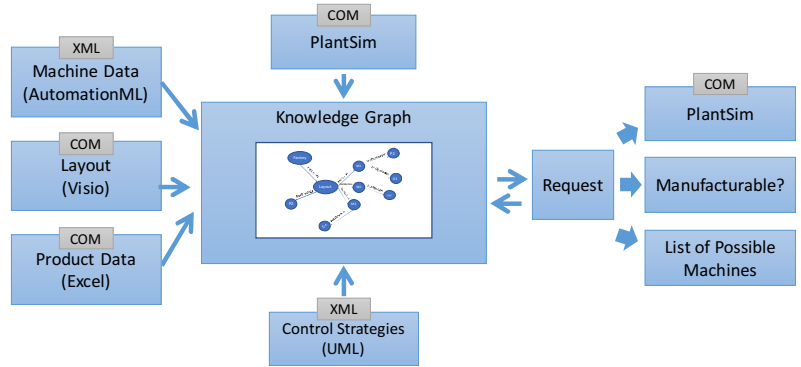 XML
Machine Data
(AutomationML)
COM
Layout
(Visio)
COM
Product Data
(Excel)
COM
PlantSim
Knowledge Graph
Factory
Layout
XML
Control Strategies
(UML)
Request
COM
PlantSim
Manufacturable?
List of Possible
Machines